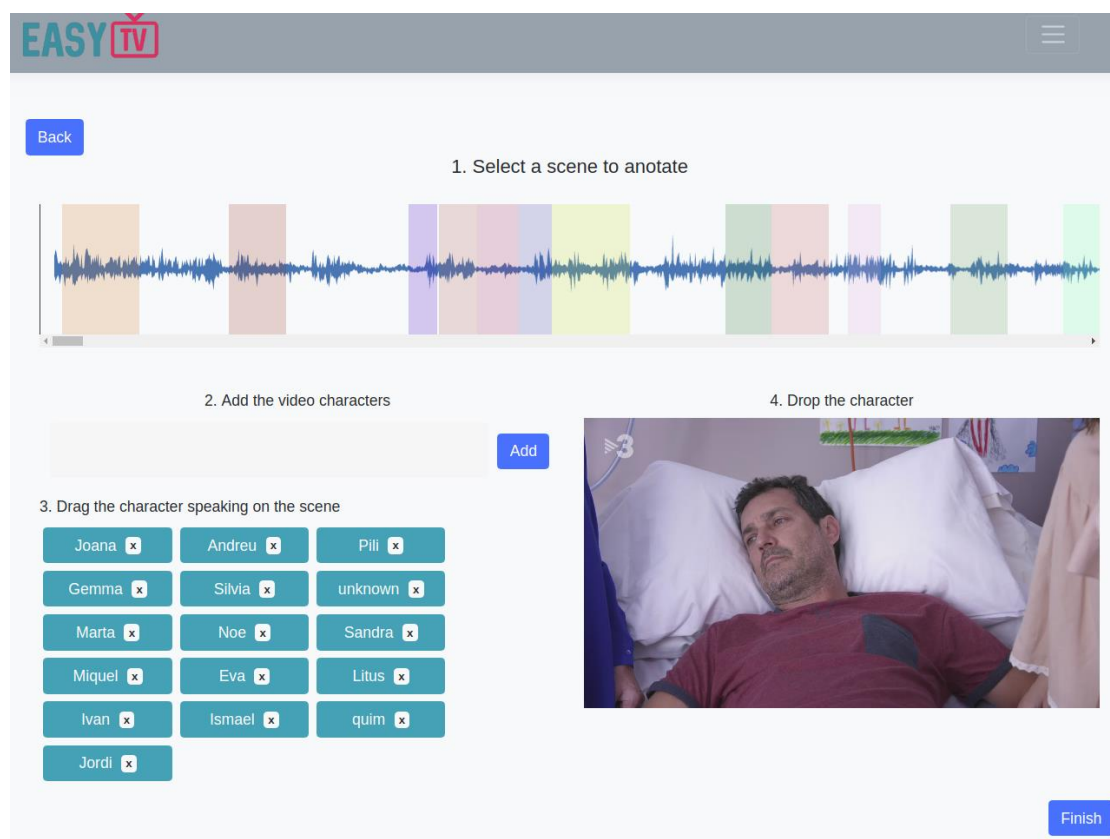 EASY TV
Back
1. Select a scene to anotate
2. Add the video characters
Add
3. Drag the character speaking on the scene
Joana x Andreu x Pili x
Gemma x Silvia x unknown x
Marta x Noe x Sandra x
Miquel x Eva x Litus x
Ivan x Ismael x quim x
Jordi x
4. Drop the character
3
Finish